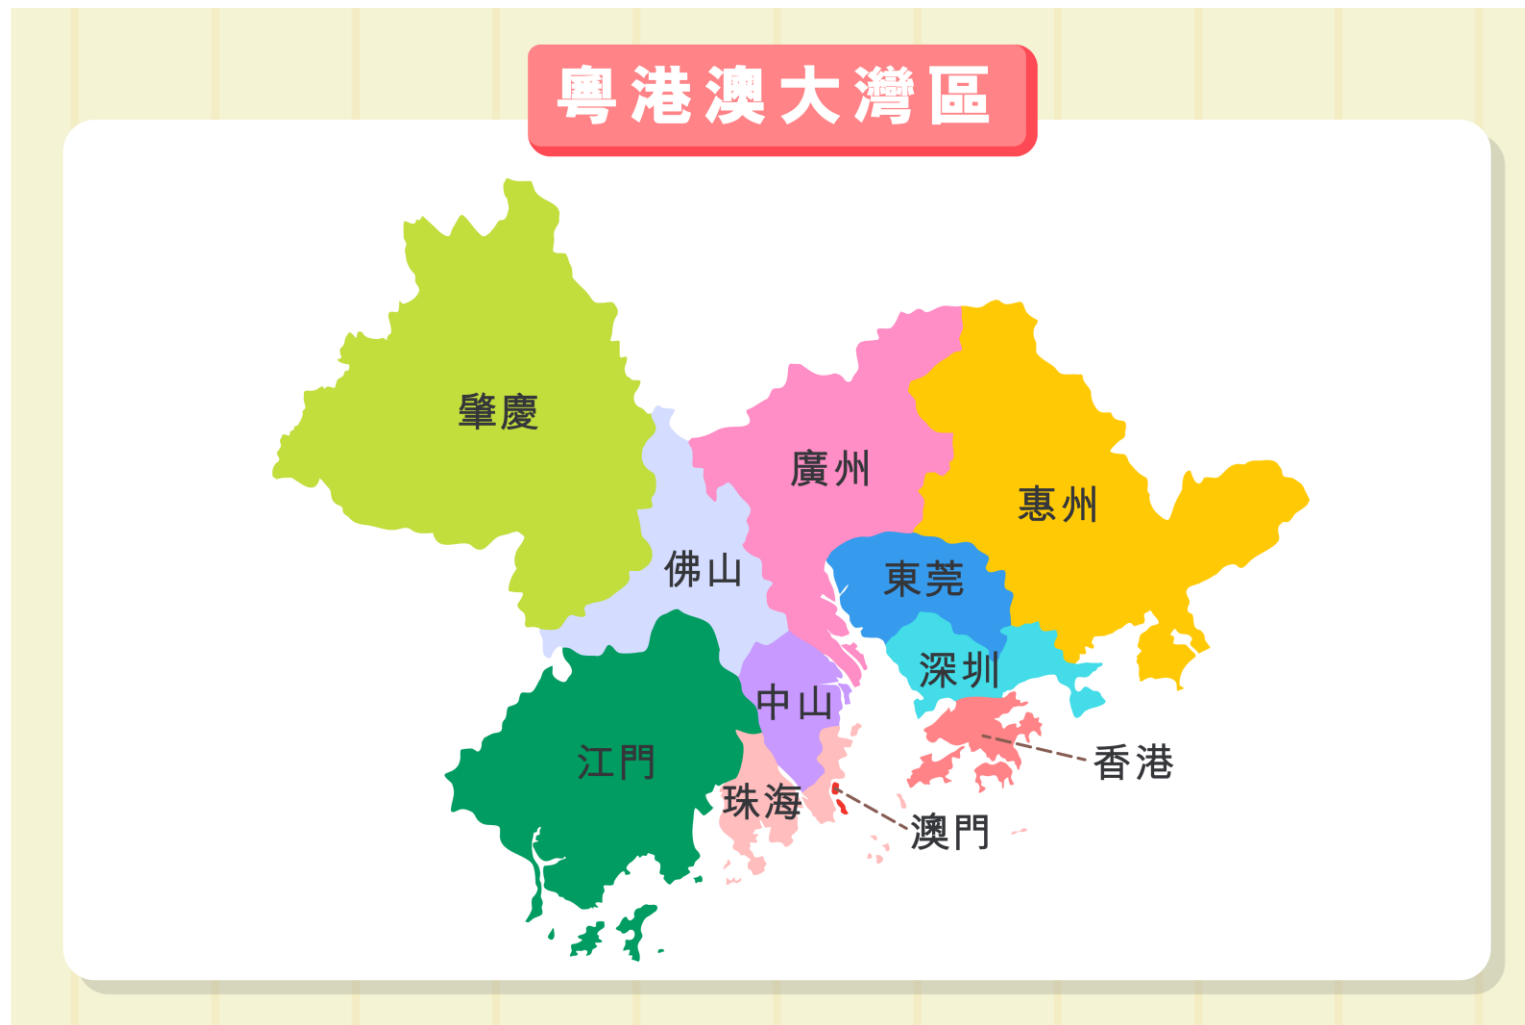 粵港澳大灣區
肇慶
廣州
惠州
佛山
東莞
深圳
中山
江門
香港
珠海
澳門